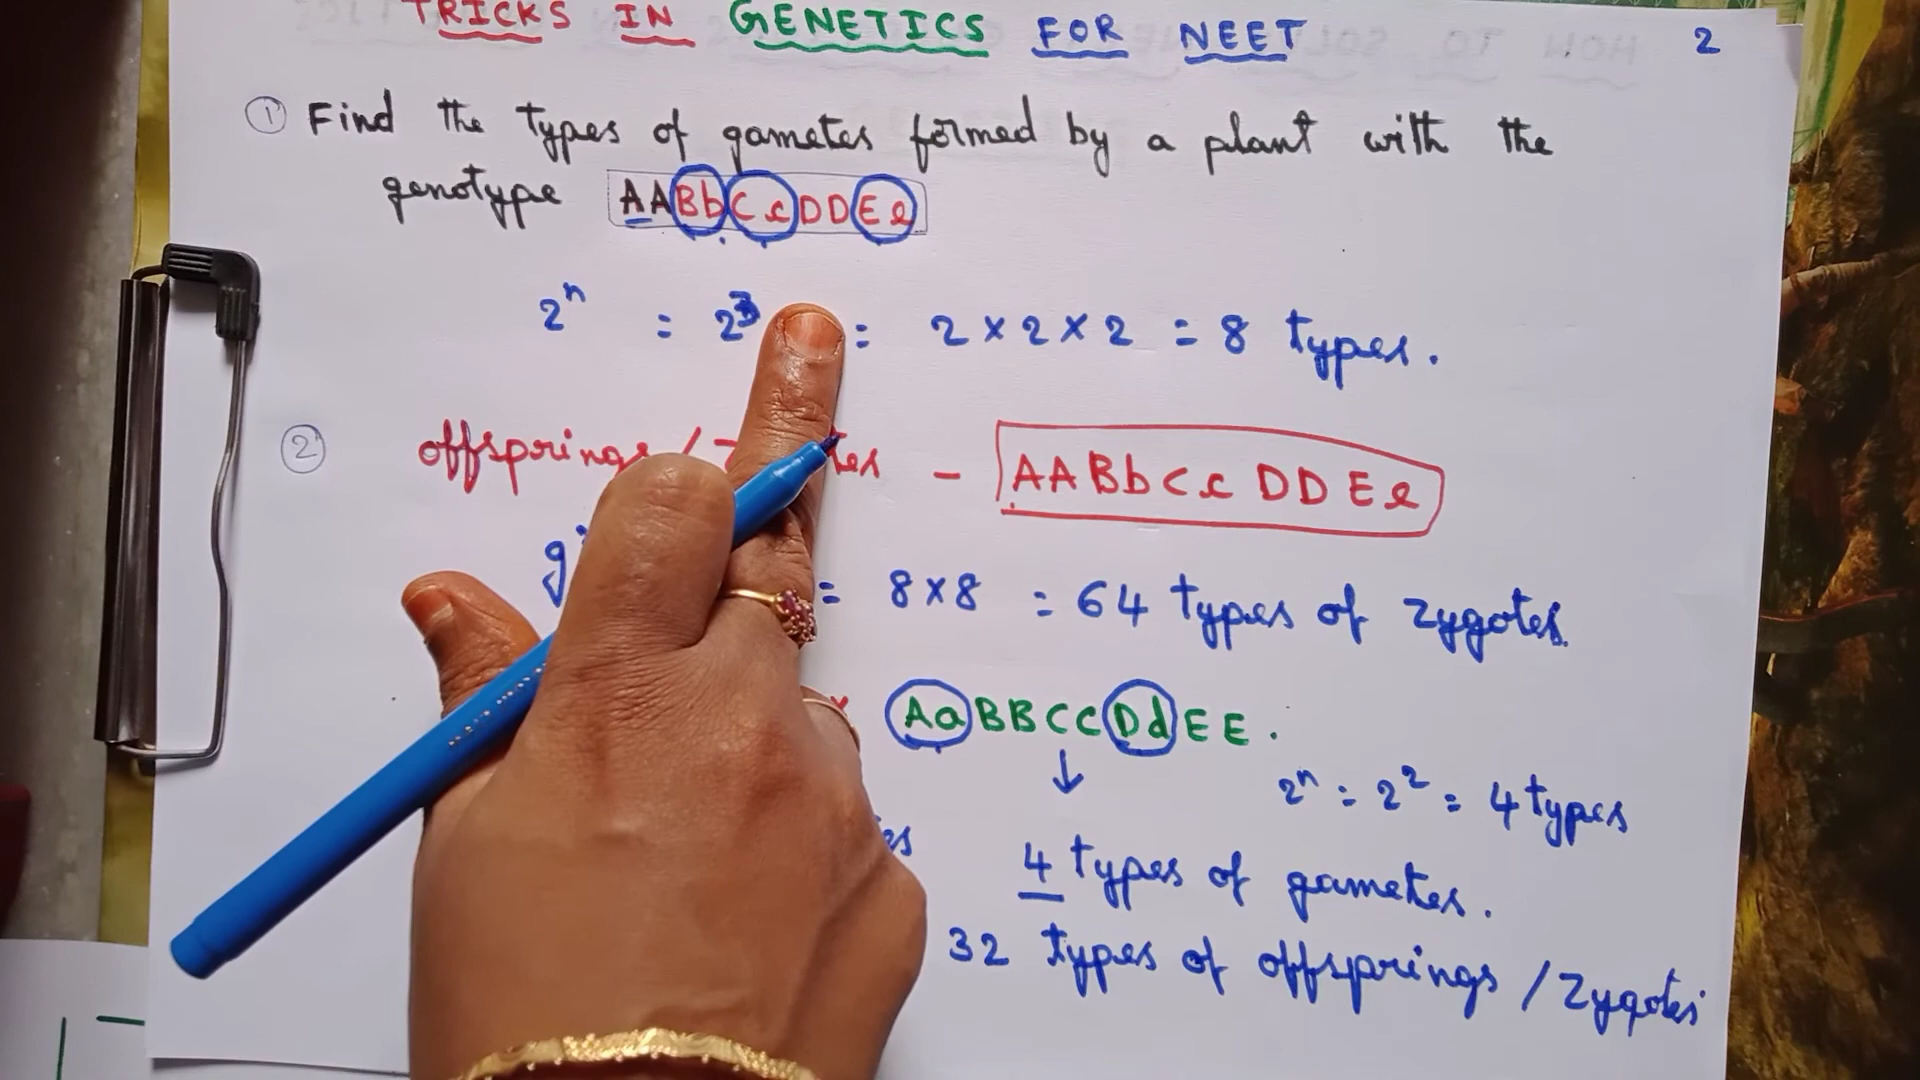 TRICKS IN GENETICS FOR NEET 2
① Find the types of gametes formed by a plant with the
genotype AABbCcDDEe
2ⁿ = 2³ = 2 × 2 × 2 = 8 types.
② offsprings / - AABbCcDDEe
= 8×8 = 64 types of zygotes.
× AaBBCCDdEE.
↓ 2ⁿ = 2² = 4 types
4 types of gametes.
32 types of offsprings / Zygotes